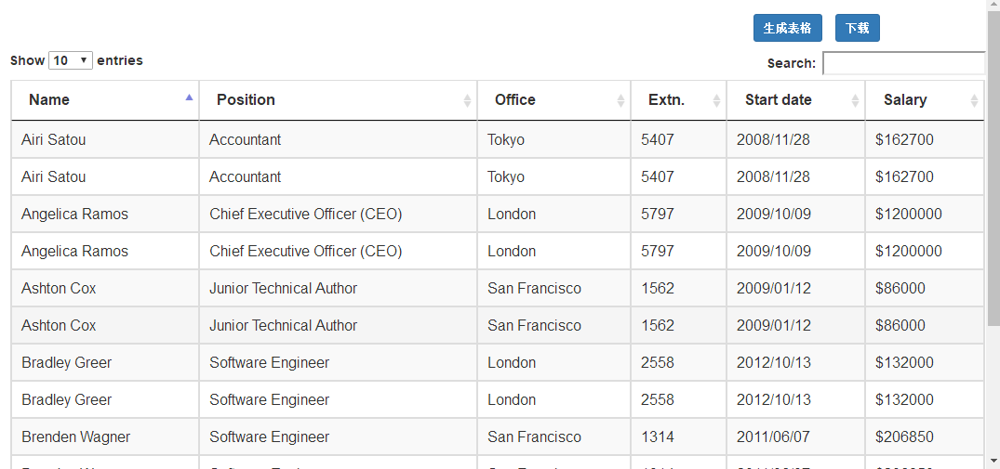 生成表格 下载
Show 10 entries Search:
Name Position Office Extn. Start date Salary
Airi Satou Accountant Tokyo 5407 2008/11/28 $162700
Airi Satou Accountant Tokyo 5407 2008/11/28 $162700
Angelica Ramos Chief Executive Officer (CEO) London 5797 2009/10/09 $1200000
Angelica Ramos Chief Executive Officer (CEO) London 5797 2009/10/09 $1200000
Ashton Cox Junior Technical Author San Francisco 1562 2009/01/12 $86000
Ashton Cox Junior Technical Author San Francisco 1562 2009/01/12 $86000
Bradley Greer Software Engineer London 2558 2012/10/13 $132000
Bradley Greer Software Engineer London 2558 2012/10/13 $132000
Brenden Wagner Software Engineer San Francisco 1314 2011/06/07 $206850